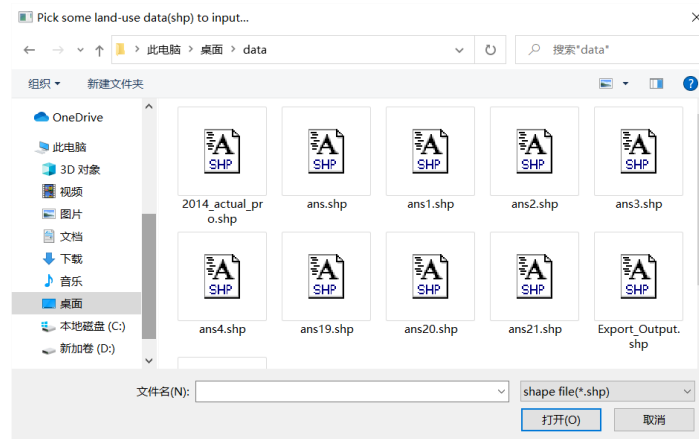 Pick some land-use data(shp) to input...
此电脑 桌面 data
搜索"data"
组织 新建文件夹
OneDrive
此电脑
3D 对象
视频
图片
文档
下载
音乐
桌面
本地磁盘 (C:)
新加卷 (D:)
SHP SHP SHP SHP SHP
2014_actual_pr
o.shp
ans.shp
ans1.shp
ans2.shp
ans3.shp
SHP SHP SHP SHP SHP
ans4.shp
ans19.shp
ans20.shp
ans21.shp
Export_Output.
shp
文件名(N):
shape file(*.shp)
打开(O) 取消